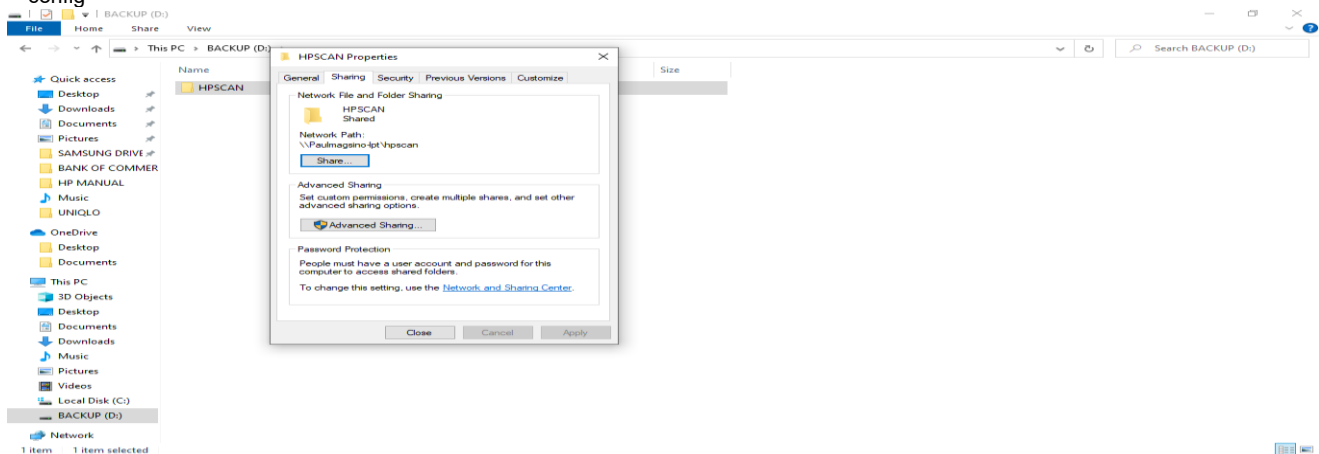 config
BACKUP (D:)
File Home Share View
This PC > BACKUP (D:)
Search BACKUP (D:)
Name
Size
Quick access
Desktop
Downloads
Documents
Pictures
SAMSUNG DRIVE
BANK OF COMMER
HP MANUAL
Music
UNIQLO
OneDrive
Desktop
Documents
This PC
3D Objects
Desktop
Documents
Downloads
Music
Pictures
Videos
Local Disk (C:)
BACKUP (D:)
Network
1 item 1 item selected
HPSCAN
HPSCAN Properties
General Sharing Security Previous Versions Customize
Network File and Folder Sharing
HPSCAN
Shared
Network Path:
\\Paulmagsino-lpt\hpscan
Share...
Advanced Sharing
Set custom permissions, create multiple shares, and set other
advanced sharing options.
Advanced Sharing...
Password Protection
People must have a user account and password for this
computer to access shared folders.
To change this setting, use the Network and Sharing Center.
Close Cancel Apply